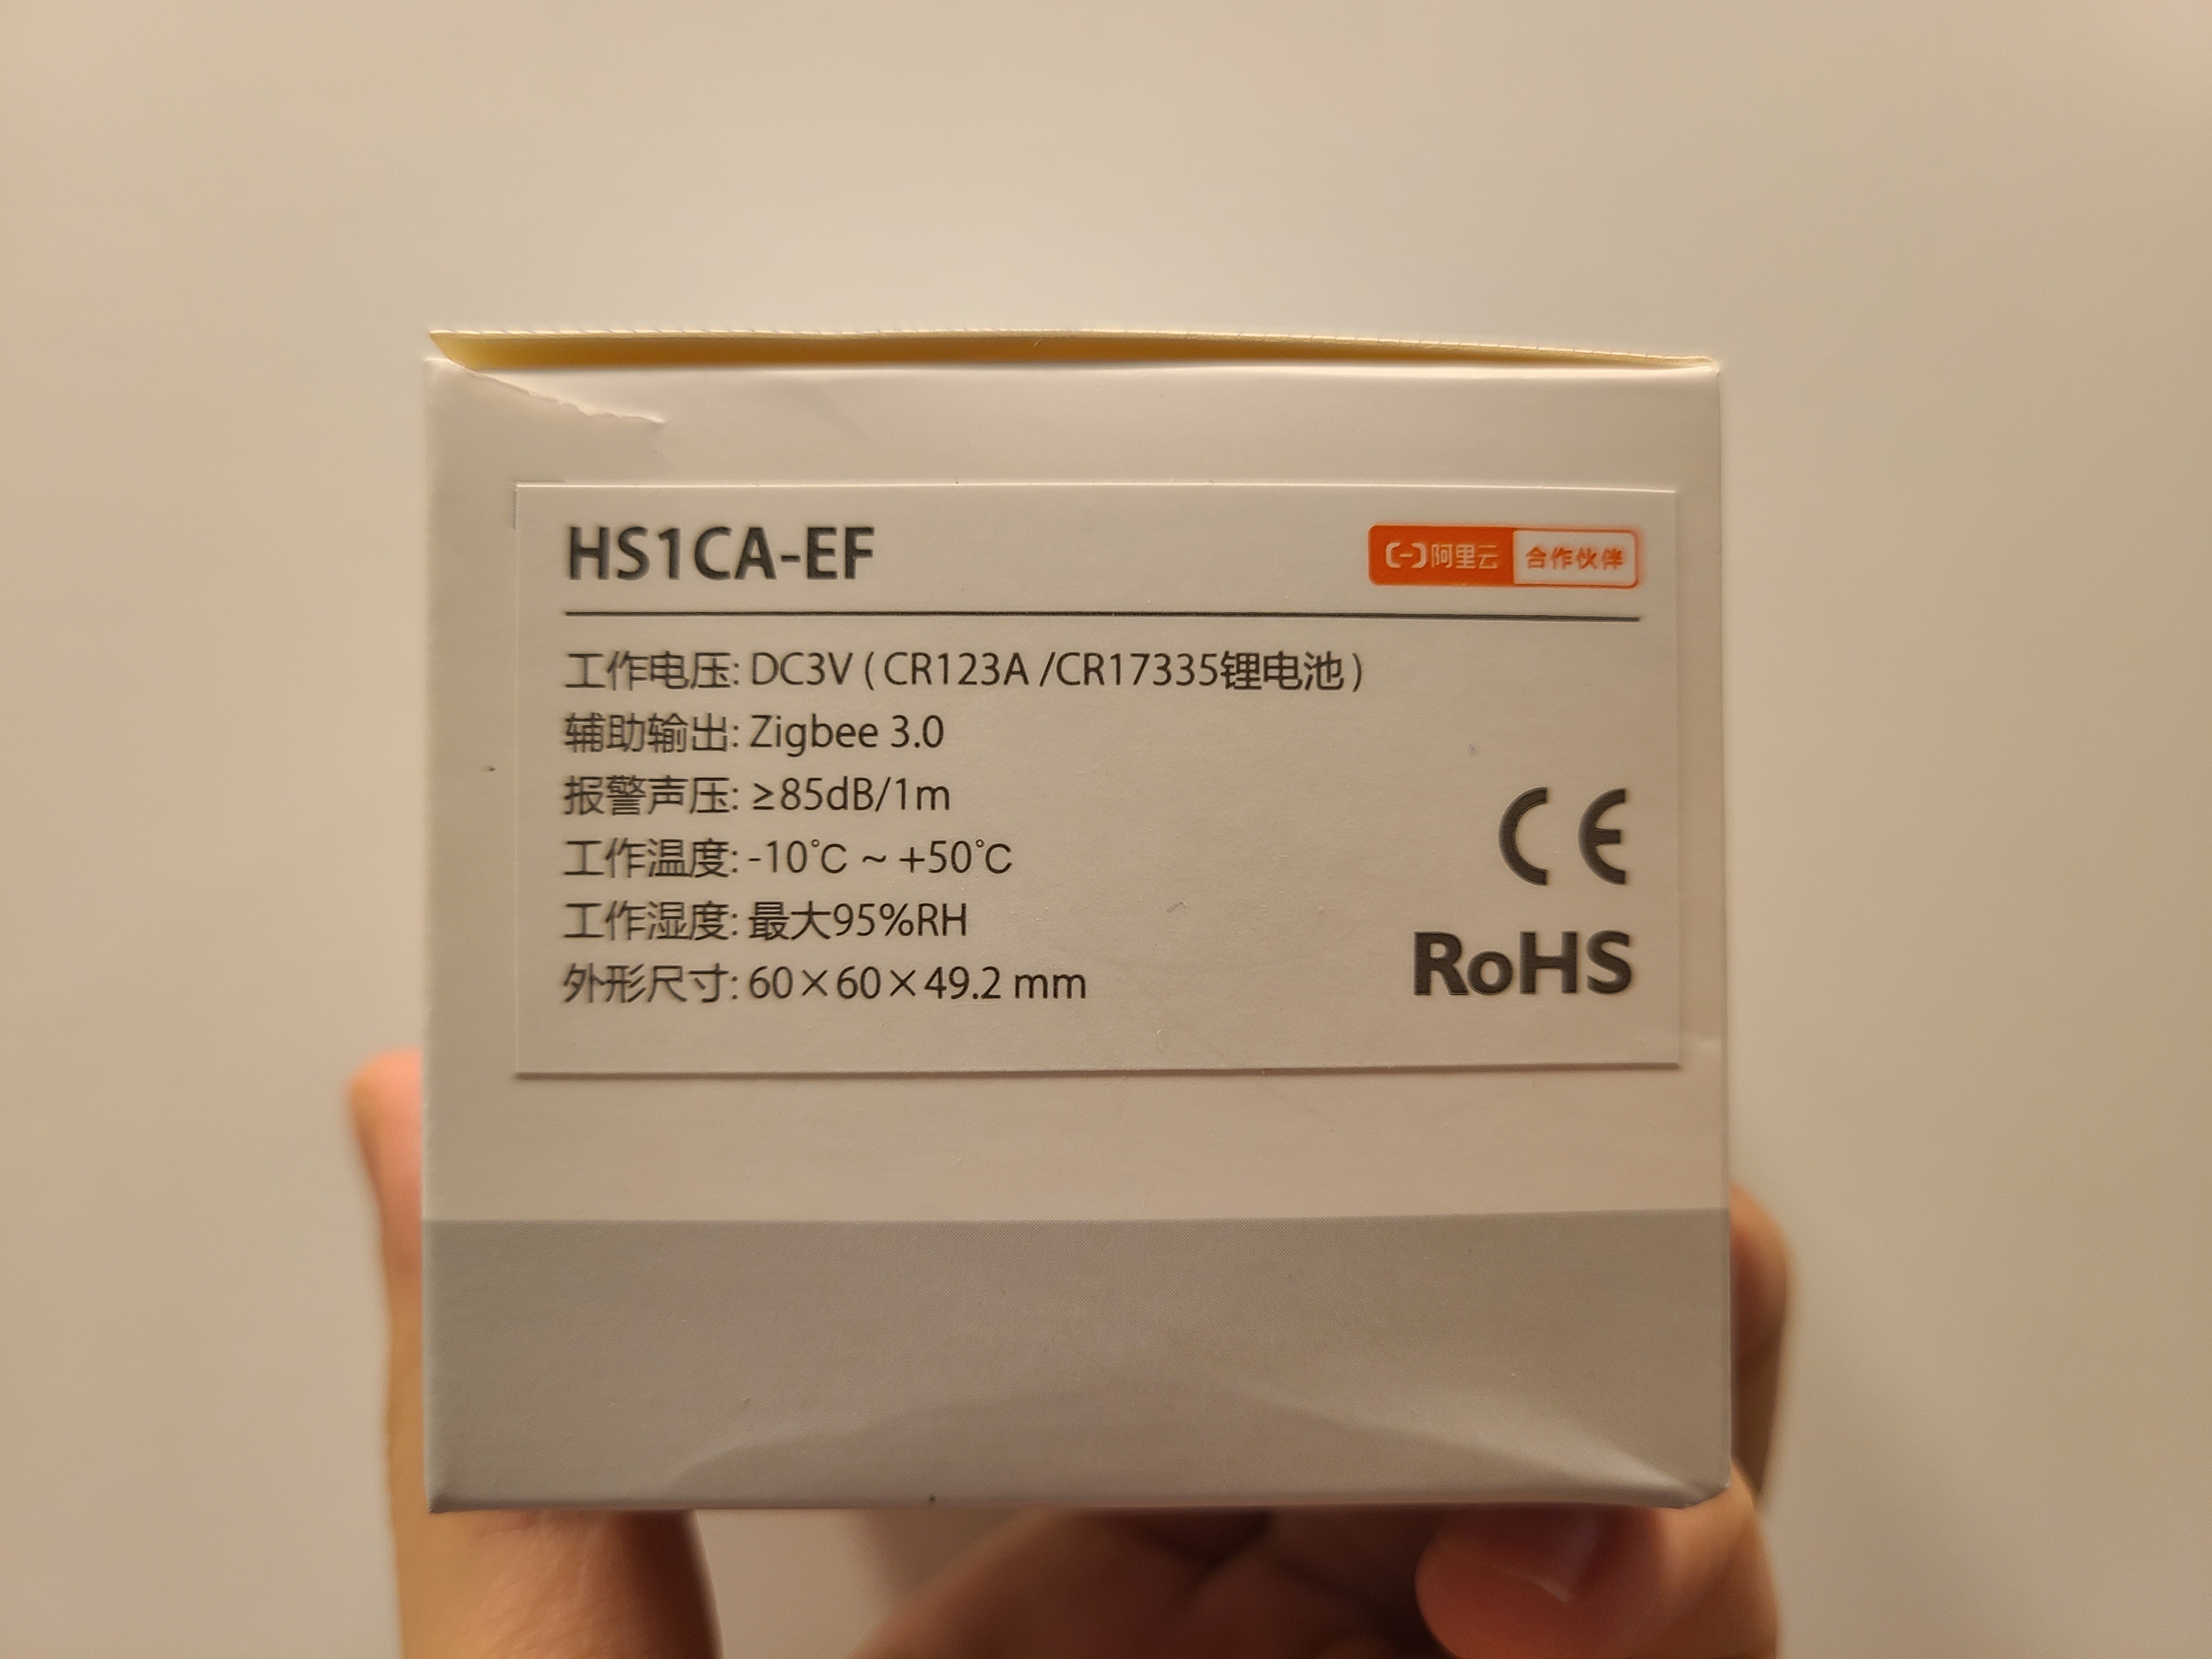 HS1CA-EF
阿里云 合作伙伴
工作电压: DC3V ( CR123A /CR17335锂电池 )
辅助输出: Zigbee 3.0
报警声压: ≥85dB/1m
工作温度: -10℃ ~ +50℃
工作湿度: 最大95%RH
外形尺寸: 60×60×49.2 mm
CE
RoHS